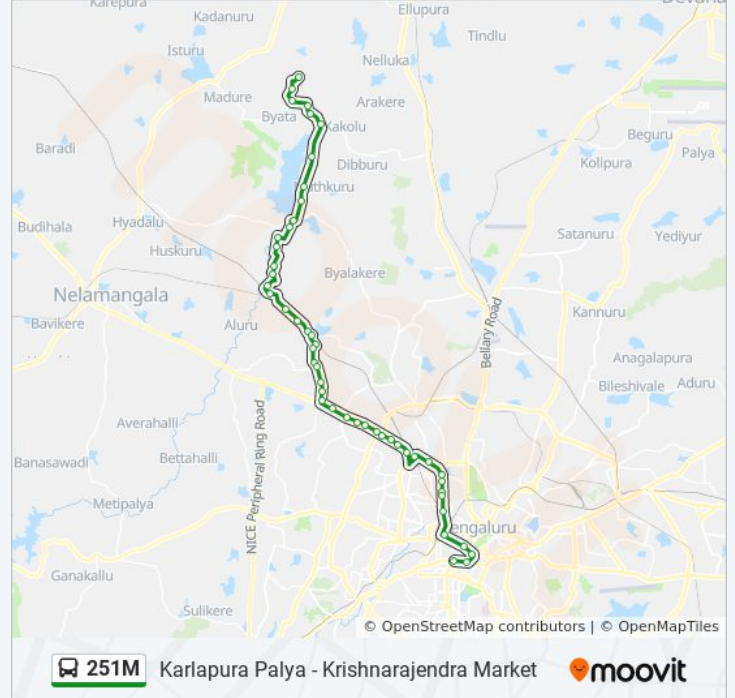 Karepura
Kadanuru
Ellupura
Tindlu
Isturu
Nelluka
Madure
Arakere
Byata
Kakolu
Beguru
Baradi
Palya
Kolipura
Dibburu
Budihala
Hyadalu
Satanuru
Yediyur
Huskuru
Byalakere
Nelamangala
Kannuru
Bavikere
Aluru
Bellary Road
Anagalapura
Bileshivale
Aduru
Averahalli
NICE Peripheral Ring Road
Banasawadi
Bettahalli
Metipalya
engaluru
Ganakallu
Sulikere
© OpenStreetMap contributors | © OpenMapTiles
251M Karlapura Palya - Krishnarajendra Market moovit